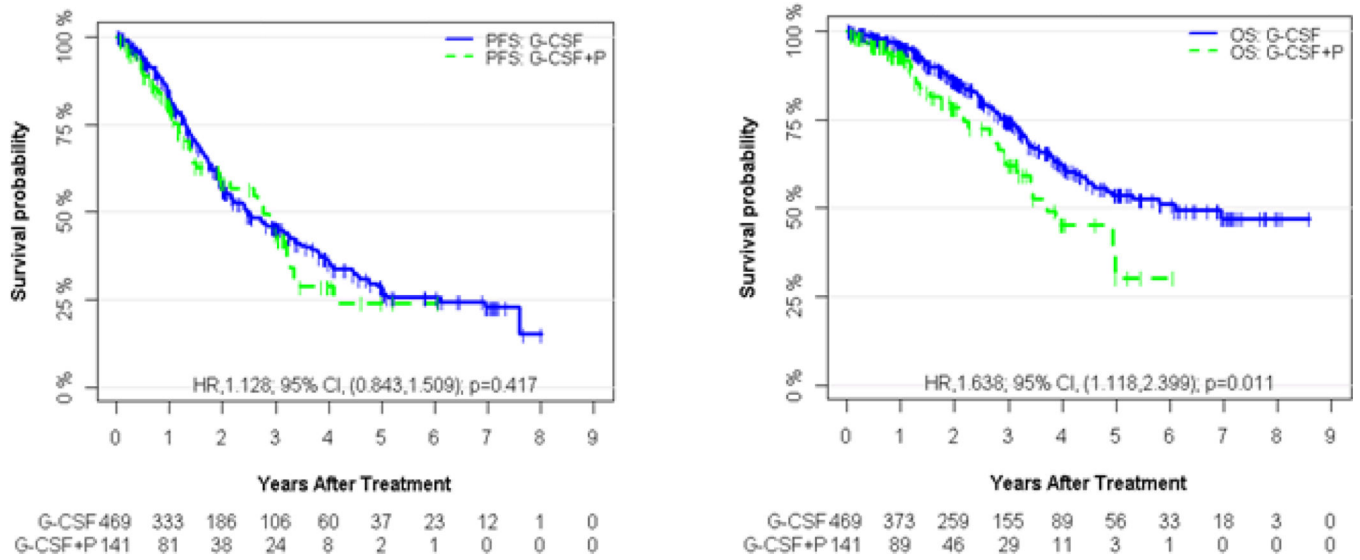 PFS: G-CSF
PFS: G-CSF+P
100 %
75 %
50 %
25 %
0 %
Survival probability
HR,1.128; 95% CI, (0.843,1.509); p=0.417
0 1 2 3 4 5 6 7 8 9
Years After Treatment
G-CSF 469 333 186 106 60 37 23 12 1 0
G-CSF+P 141 81 38 24 8 2 1 0 0 0
OS: G-CSF
OS: G-CSF+P
100 %
75 %
50 %
25 %
0 %
Survival probability
HR,1.638; 95% CI, (1.118,2.399); p=0.011
0 1 2 3 4 5 6 7 8 9
Years After Treatment
G-CSF 469 373 259 155 89 56 33 18 3 0
G-CSF+P 141 89 46 29 11 3 1 0 0 0